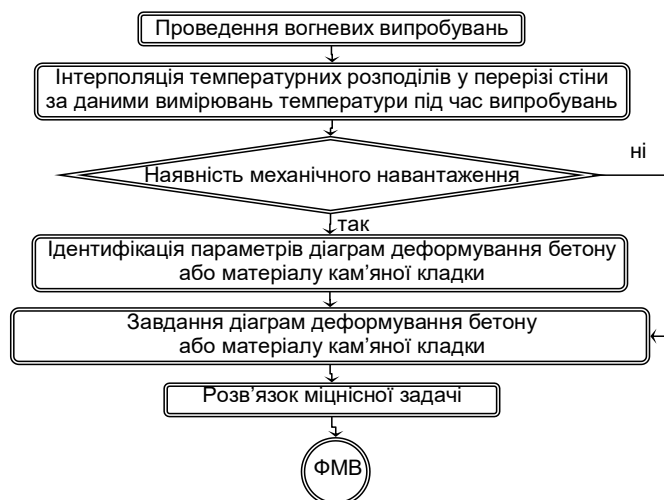 Проведення вогневих випробувань
Інтерполяція температурних розподілів у перерізі стіни
за даними вимірювань температури під час випробувань
ні
Наявність механічного навантаження
так
Ідентифікація параметрів діаграм деформування бетону
або матеріалу кам’яної кладки
Завдання діаграм деформування бетону
або матеріалу кам’яної кладки
Розв’язок міцнісної задачі
ФМВ